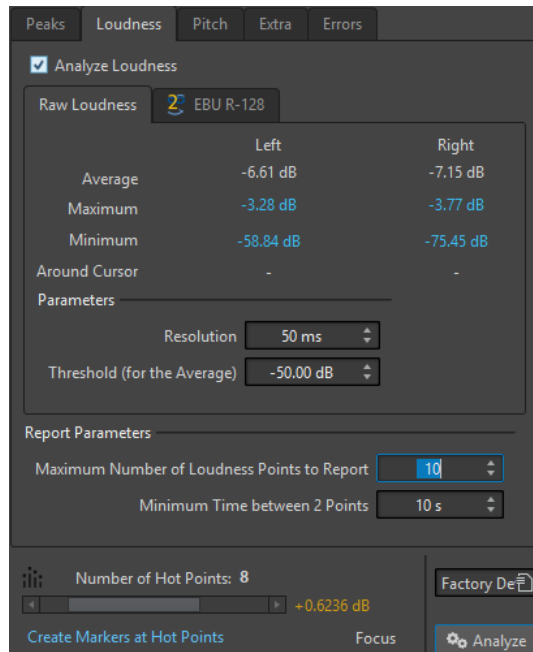 Peaks Loudness Pitch Extra Errors
Analyze Loudness
Raw Loudness EBU R-128
Left Right
Average -6.61 dB -7.15 dB
Maximum -3.28 dB -3.77 dB
Minimum -58.84 dB -75.45 dB
Around Cursor - -
Parameters
Resolution 50 ms
Threshold (for the Average) -50.00 dB
Report Parameters
Maximum Number of Loudness Points to Report 10
Minimum Time between 2 Points 10 s
Number of Hot Points: 8
Factory De
+0.6236 dB
Create Markers at Hot Points Focus Analyze